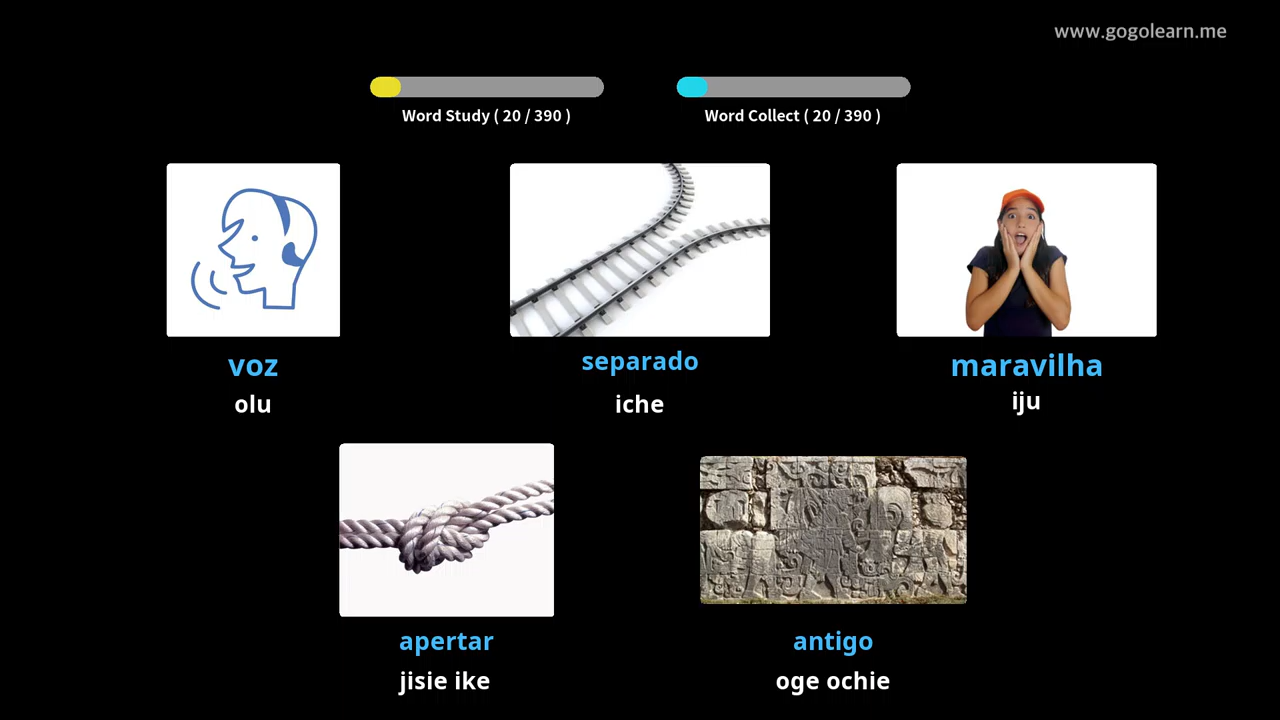 www.gogolearn.me
Word Study ( 20 / 390 )
Word Collect ( 20 / 390 )
voz
olu
separado
iche
maravilha
iju
apertar
jisie ike
antigo
oge ochie